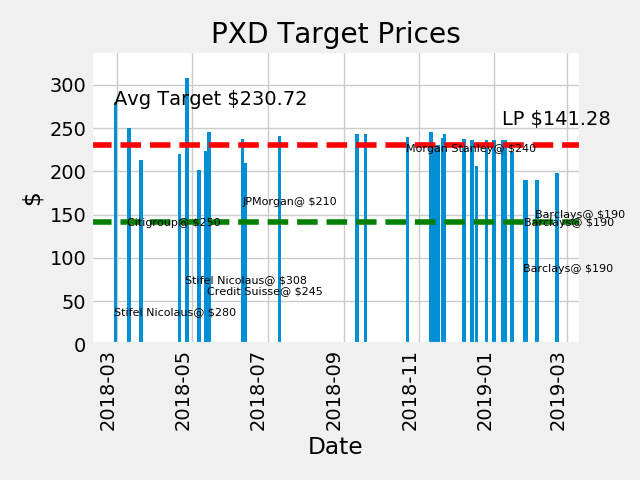 PXD Target Prices
300
Avg Target $230.72
LP $141.28
250
Morgan Stanley@ $240
200
JPMorgan@ $210
$
150
Barclays@ $190
Citigroup@ $250
Barclays@ $190
100
Barclays@ $190
Stifel Nicolaus@ $308
Credit Suisse@ $245
50
Stifel Nicolaus@ $280
0
2018-03
2018-05
2018-07
2018-09
2018-11
2019-01
2019-03
Date